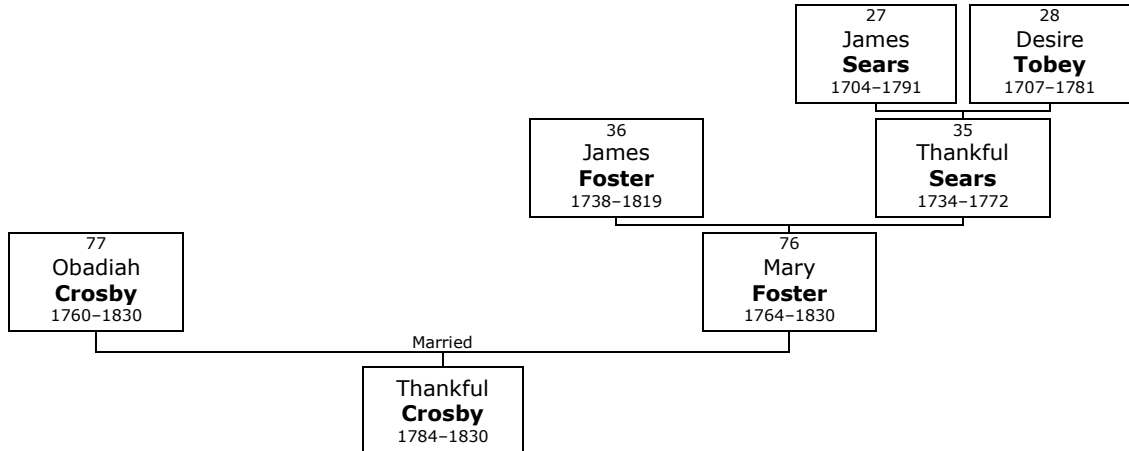 27
James
Sears
1704–1791
28
Desire
Tobey
1707–1781
36
James
Foster
1738–1819
35
Thankful
Sears
1734–1772
77
Obadiah
Crosby
1760–1830
76
Mary
Foster
1764–1830
Married
Thankful
Crosby
1784–1830